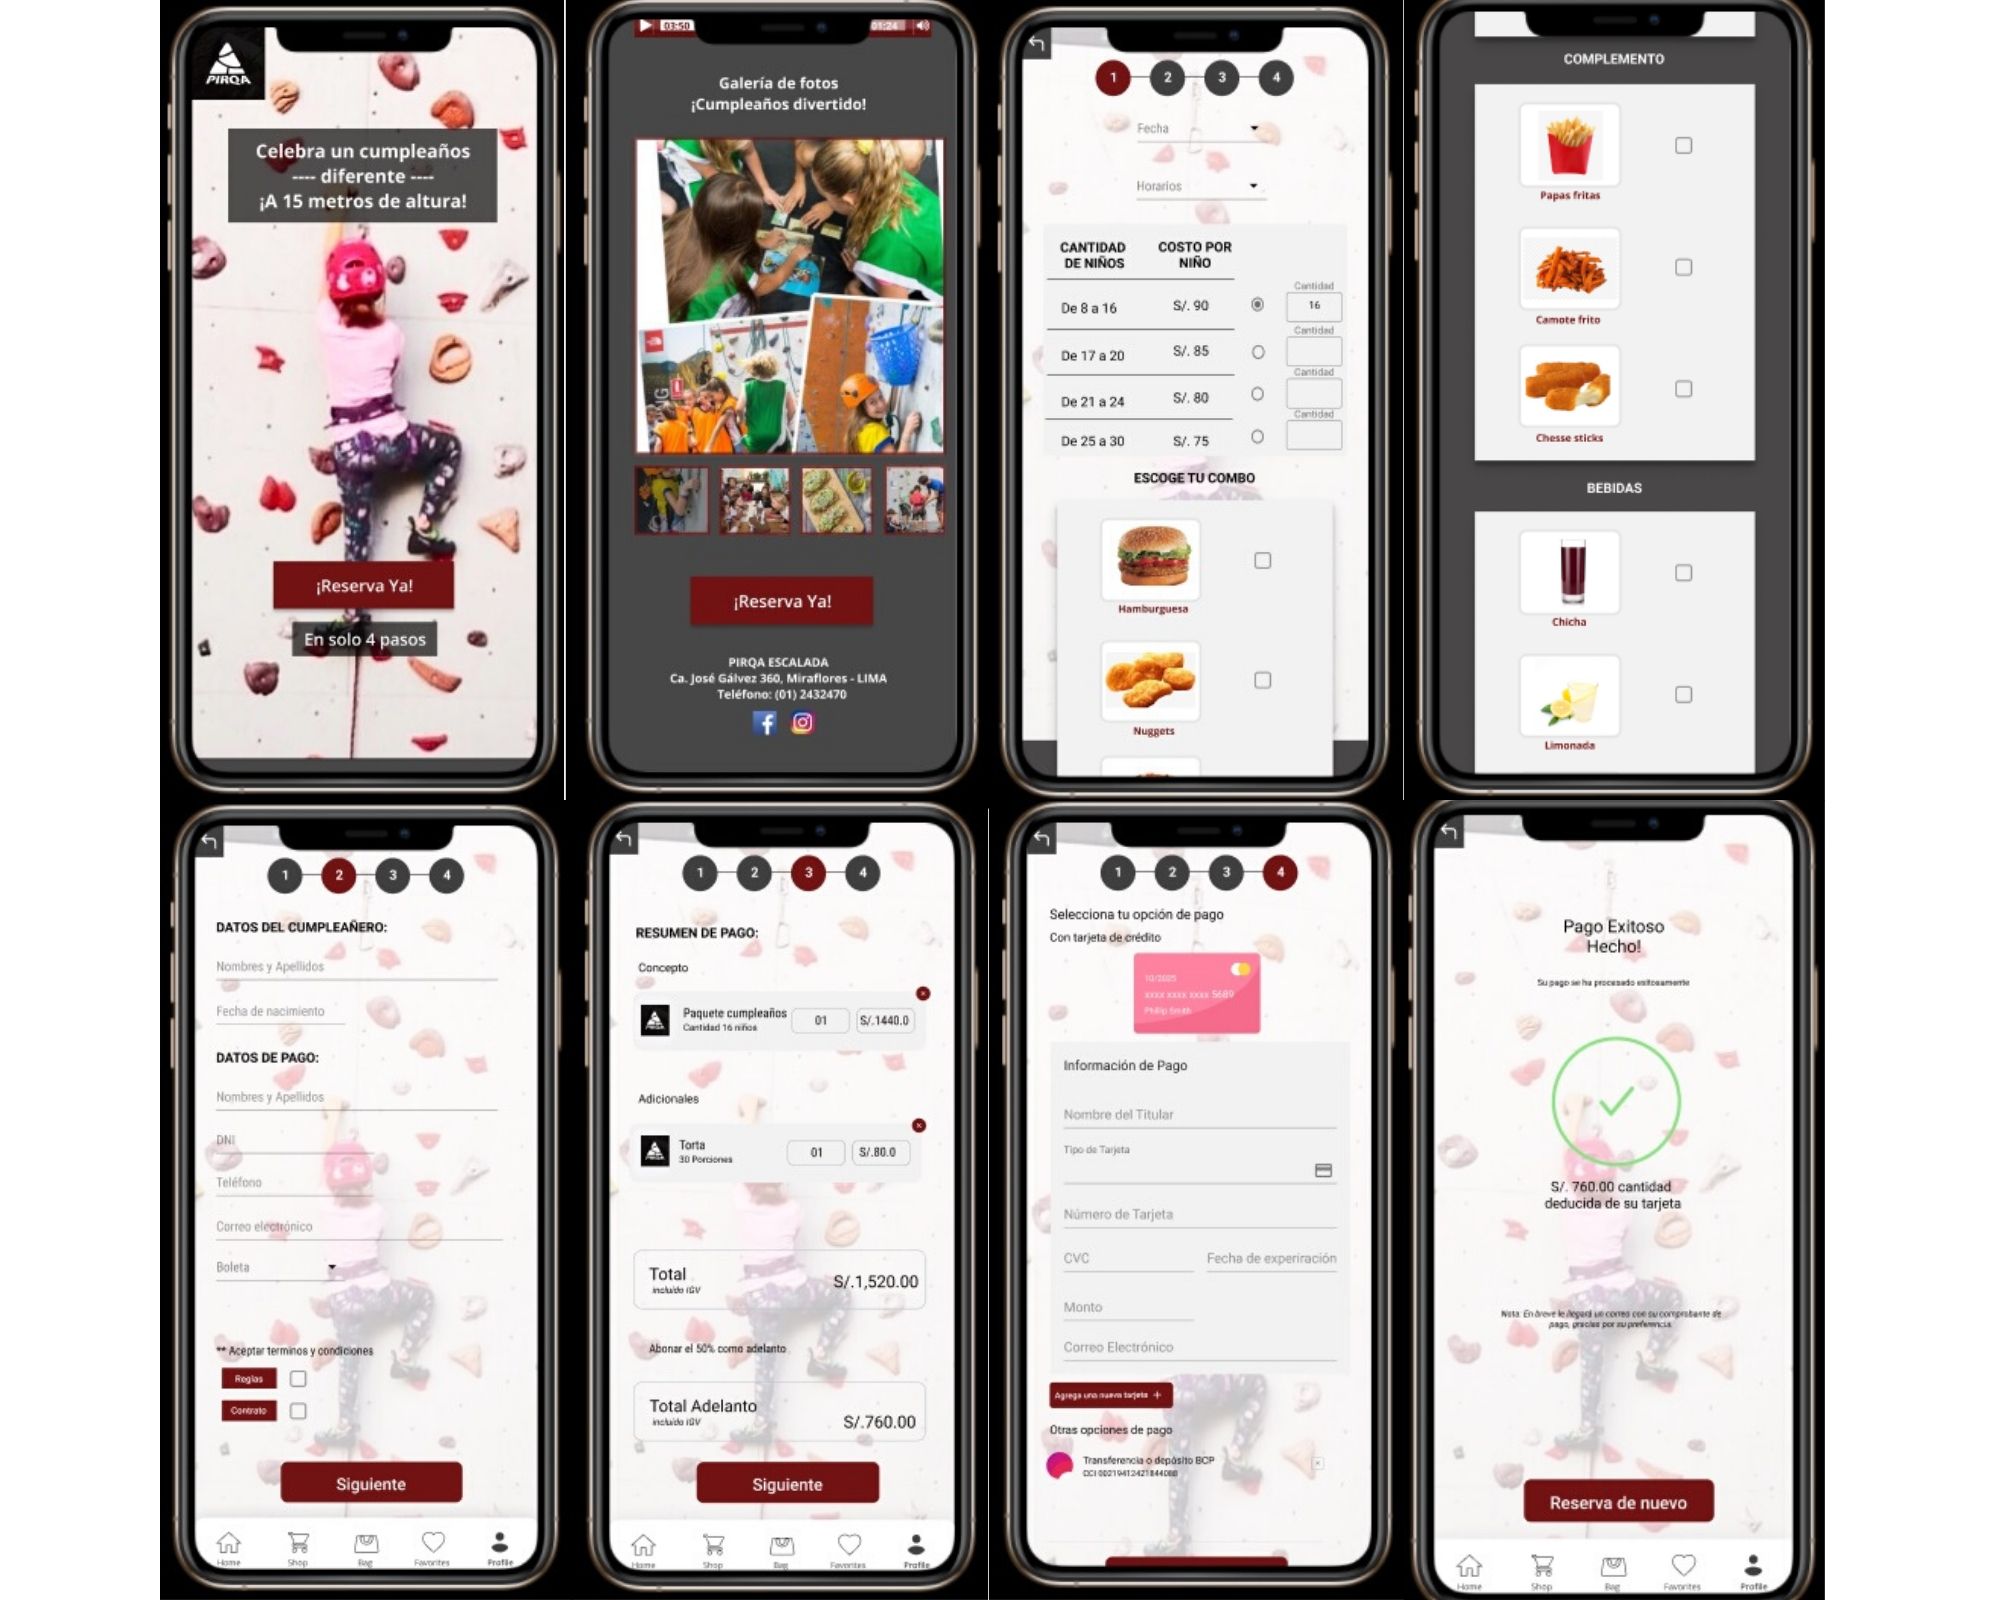 PIRQA
Celebra un cumpleaños
---- diferente ----
¡A 15 metros de altura!
¡Reserva Ya!
En solo 4 pasos
03:50
01:24
Galería de fotos
¡Cumpleaños divertido!
¡Reserva Ya!
PIRQA ESCALADA
Ca. José Gálvez 360, Miraflores - LIMA
Teléfono: (01) 2432470
1 2 3 4
Fecha
Horarios
CANTIDAD DE NIÑOS
COSTO POR NIÑO
Cantidad
De 8 a 16 S/. 90 16
Cantidad
De 17 a 20 S/. 85
Cantidad
De 21 a 24 S/. 80
Cantidad
De 25 a 30 S/. 75
ESCOGE TU COMBO
Hamburguesa
Nuggets
COMPLEMENTO
Papas fritas
Camote frito
Chesse sticks
BEBIDAS
Chicha
Limonada
1 2 3 4
DATOS DEL CUMPLEAÑERO:
Nombres y Apellidos
Fecha de nacimiento
DATOS DE PAGO:
Nombres y Apellidos
DNI
Teléfono
Correo electrónico
Boleta
** Aceptar terminos y condiciones
Reglas
Contrato
Siguiente
Home Shop Bag Favorites Profile
1 2 3 4
RESUMEN DE PAGO:
Concepto
Paquete cumpleaños 01 S/.1440.0
Cantidad 16 niños
Adicionales
Torta 01 S/.80.0
30 Porciones
Total S/.1,520.00
incluido IGV
Abonar el 50% como adelanto
Total Adelanto S/.760.00
incluido IGV
Siguiente
Home Shop Bag Favorites Profile
1 2 3 4
Selecciona tu opción de pago
Con tarjeta de crédito
10/2025
xxxx xxxx xxxx 5689
Phillip Smith
Información de Pago
Nombre del Titular
Tipo de Tarjeta
Número de Tarjeta
CVC Fecha de experiración
Monto
Correo Electrónico
Agrega una nueva tarjeta +
Otras opciones de pago
Transferencia o depósito BCP
CCI 00219412421844088
Pago Exitoso
Hecho!
Su pago se ha procesado exitosamente
S/. 760.00 cantidad
deducida de su tarjeta
Nota: En breve le llegará un correo con su comprobante de
pago, gracias por su preferencia.
Reserva de nuevo
Home Shop Bag Favorites Profile